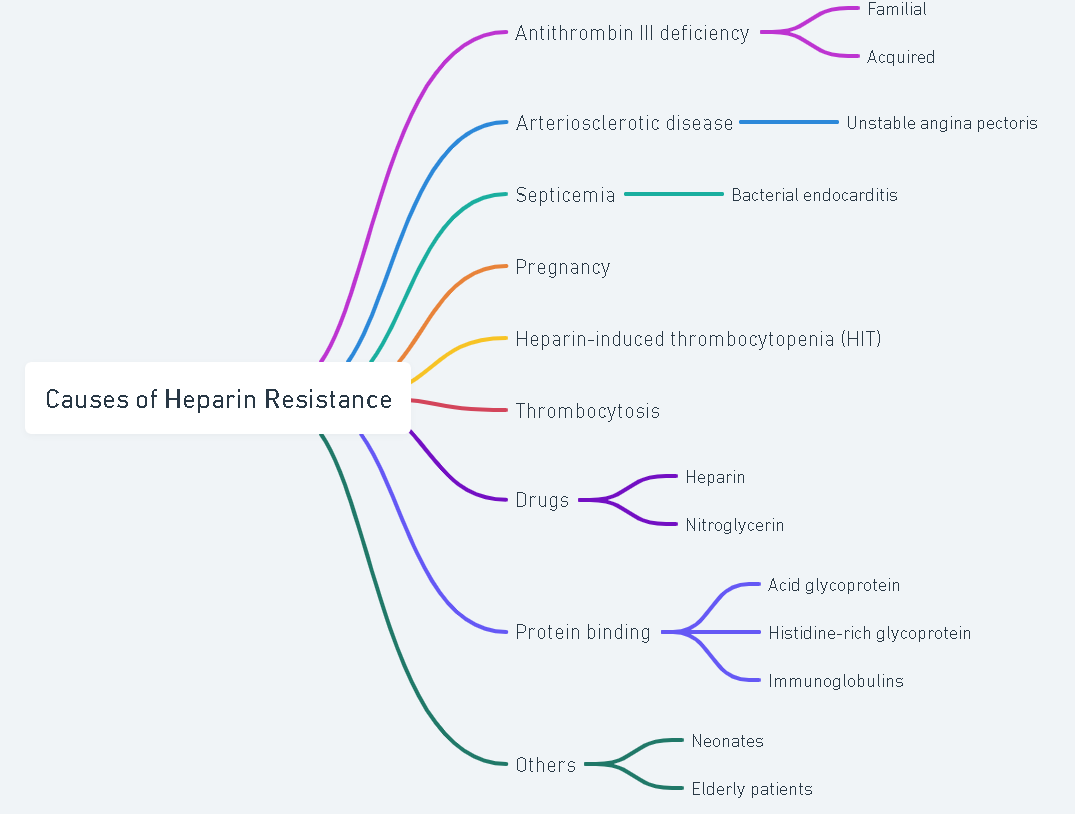 Familial
Antithrombin III deficiency
Acquired
Arteriosclerotic disease
Unstable angina pectoris
Septicemia
Bacterial endocarditis
Pregnancy
Heparin-induced thrombocytopenia (HIT)
Causes of Heparin Resistance
Thrombocytosis
Heparin
Drugs
Nitroglycerin
Acid glycoprotein
Protein binding
Histidine-rich glycoprotein
Immunoglobulins
Neonates
Others
Elderly patients